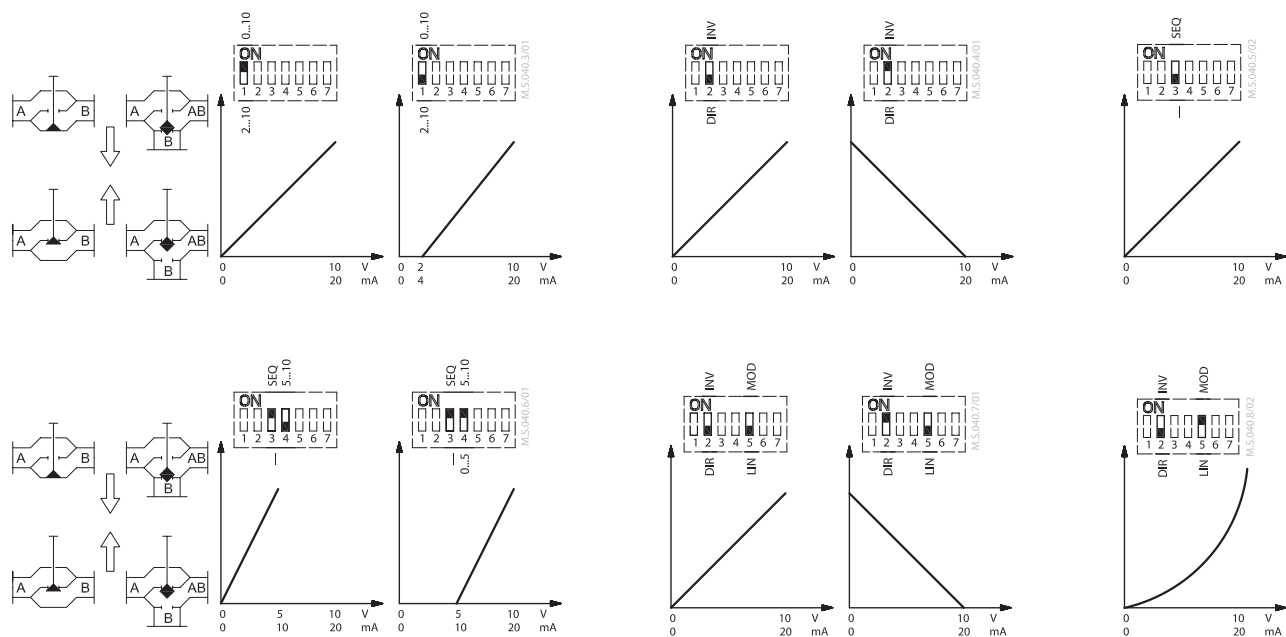 0...10
ON
1 2 3 4 5 6 7
2...10
0...10
ON
1 2 3 4 5 6 7
2...10
M.S.040.3/01
INV
ON
1 2 3 4 5 6 7
DIR
INV
ON
1 2 3 4 5 6 7
DIR
M.S.040.4/01
SEQ
ON
1 2 3 4 5 6 7
—
M.S.040.5/02
A B
A AB
B
A B
A AB
B
0 10 V
0 20 mA
0 2 10 V
0 4 20 mA
0 10 V
0 20 mA
0 10 V
0 20 mA
0 10 V
0 20 mA
SEQ 5...10
ON
1 2 3 4 5 6 7
—
SEQ 5...10
ON
1 2 3 4 5 6 7
— 0...5
M.S.040.6/01
INV MOD
ON
1 2 3 4 5 6 7
DIR LIN
INV MOD
ON
1 2 3 4 5 6 7
DIR LIN
M.S.040.7/01
INV MOD
ON
1 2 3 4 5 6 7
DIR LIN
M.S.040.8/02
A B
A AB
B
A B
A AB
B
0 5 10 V
0 10 20 mA
0 5 10 V
0 10 20 mA
0 10 V
0 20 mA
0 10 V
0 20 mA
0 10 V
0 20 mA